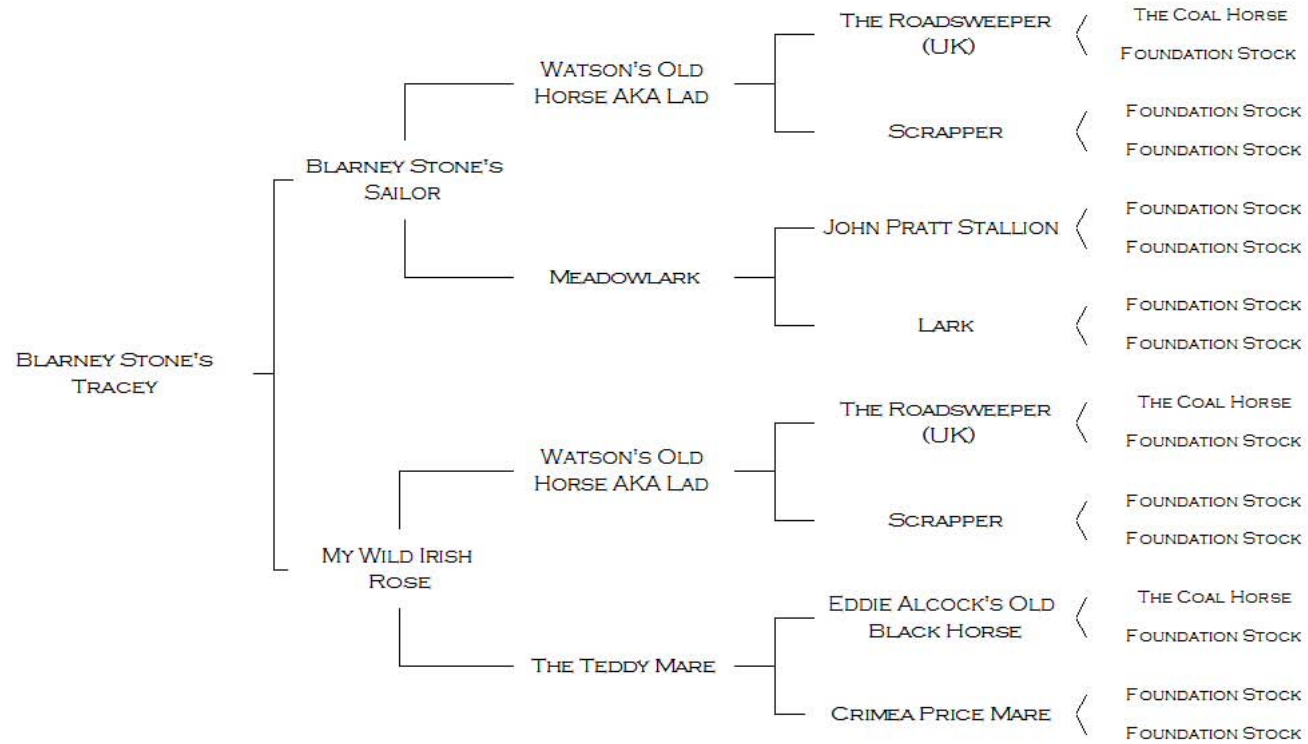 The Roadsweeper
(UK)
The Coal Horse
Foundation Stock
Watson's Old
Horse AKA Lad
Scrapper
Foundation Stock
Foundation Stock
Blarney Stone's
Sailor
John Pratt Stallion
Foundation Stock
Foundation Stock
Meadowlark
Lark
Foundation Stock
Foundation Stock
Blarney Stone's
Tracey
The Roadsweeper
(UK)
The Coal Horse
Foundation Stock
Watson's Old
Horse AKA Lad
Scrapper
Foundation Stock
Foundation Stock
My Wild Irish
Rose
Eddie Alcock's Old
Black Horse
The Coal Horse
Foundation Stock
The Teddy Mare
Crimea Price Mare
Foundation Stock
Foundation Stock